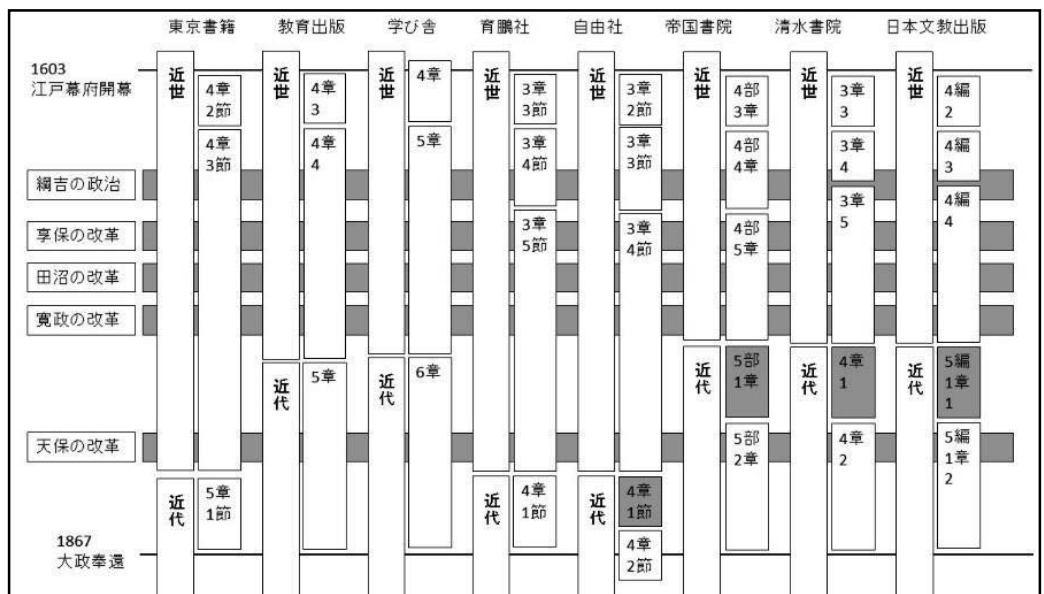 東京書籍 教育出版 学び舎 育鵬社 自由社 帝国書院 清水書院 日本文教出版
1603
江戸幕府開幕
綱吉の政治
享保の改革
田沼の改革
寛政の改革
天保の改革
1867
大政奉還
近世
4章
2節
4章
3節
近代
5章
1節
近世
4章
3
4章
4
近代
5章
近世
4章
5章
近代
6章
近世
3章
3節
3章
4節
3章
5節
近代
4章
1節
近世
3章
2節
3章
3節
3章
4節
近代
4章
1節
4章
2節
近世
4部
3章
4部
4章
4部
5章
近代
5部
1章
5部
2章
近世
3章
3
3章
4
3章
5
近代
4章
1
4章
2
近世
4編
2
4編
3
4編
4
近代
5編
1章
1
5編
1章
2